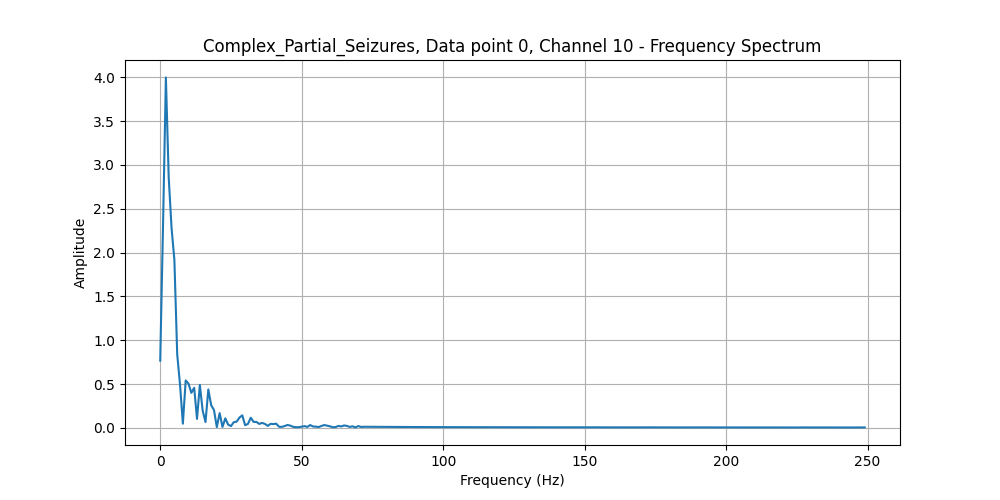 Complex_Partial_Seizures, Data point 0, Channel 10 - Frequency Spectrum
4.0
3.5
3.0
2.5
2.0
1.5
1.0
0.5
0.0
Amplitude
0 50 100 150 200 250
Frequency (Hz)